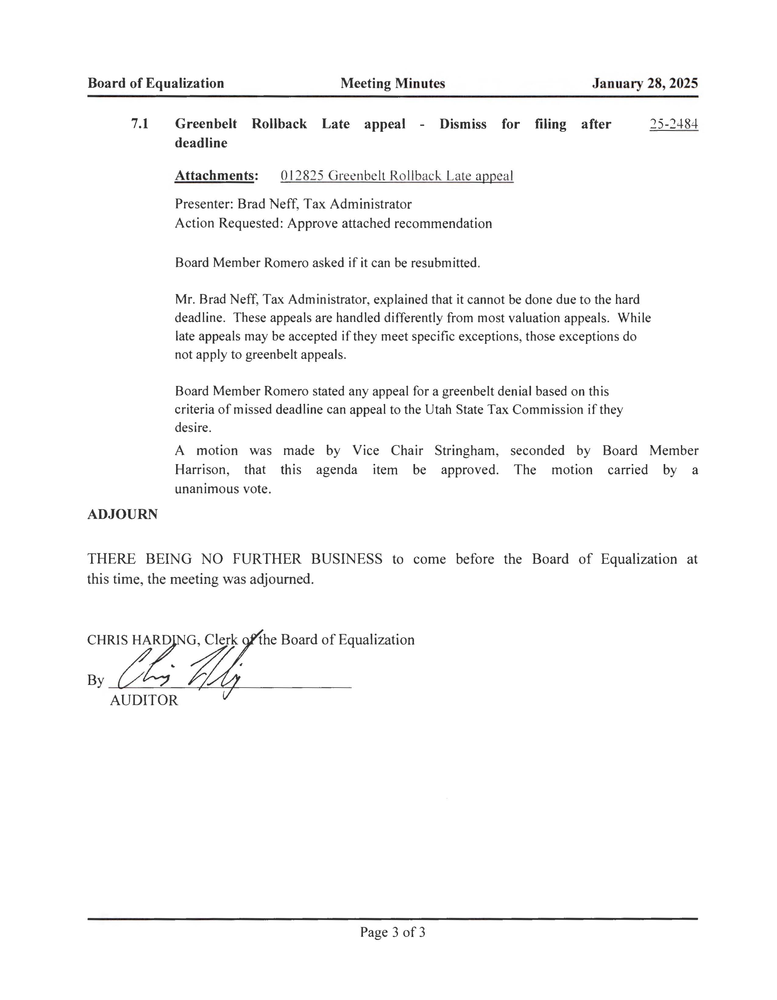 Board of Equalization Meeting Minutes January 28, 2025
7.1 Greenbelt Rollback Late appeal - Dismiss for filing after 25-2484
deadline
Attachments: 012825 Greenbelt Rollback Late appeal
Presenter: Brad Neff, Tax Administrator
Action Requested: Approve attached recommendation
Board Member Romero asked if it can be resubmitted.
Mr. Brad Neff, Tax Administrator, explained that it cannot be done due to the hard
deadline. These appeals are handled differently from most valuation appeals. While
late appeals may be accepted if they meet specific exceptions, those exceptions do
not apply to greenbelt appeals.
Board Member Romero stated any appeal for a greenbelt denial based on this
criteria of missed deadline can appeal to the Utah State Tax Commission if they
desire.
A motion was made by Vice Chair Stringham, seconded by Board Member
Harrison, that this agenda item be approved. The motion carried by a
unanimous vote.
ADJOURN
THERE BEING NO FURTHER BUSINESS to come before the Board of Equalization at
this time, the meeting was adjourned.
CHRIS HARDING, Clerk of the Board of Equalization
By
AUDITOR
Page 3 of 3